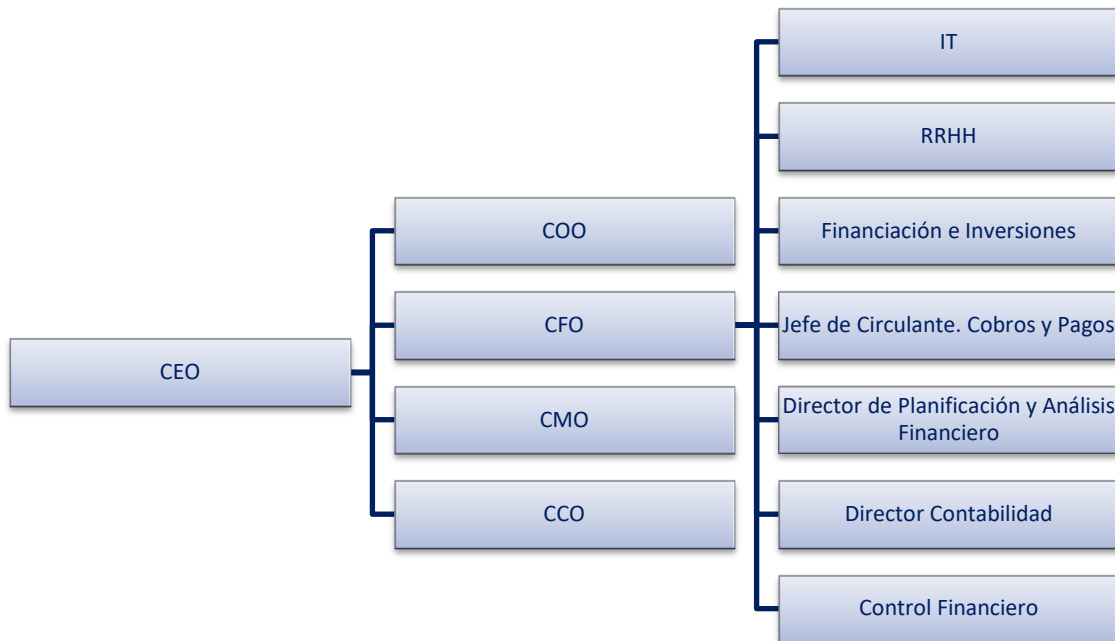 CEO
COO
CFO
CMO
CCO
IT
RRHH
Financiación e Inversiones
Jefe de Circulante. Cobros y Pagos
Director de Planificación y Análisis
Financiero
Director Contabilidad
Control Financiero